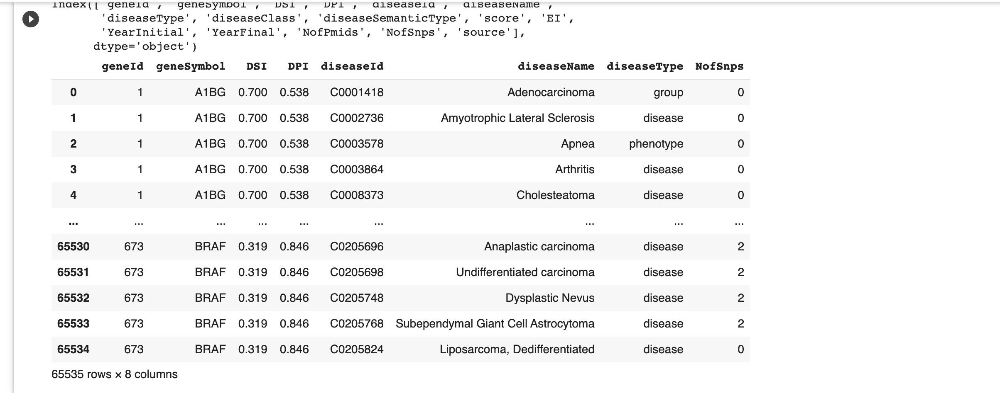 Index(['geneId', 'geneSymbol', 'DSI', 'DPI', 'diseaseId', 'diseaseName',
'diseaseType', 'diseaseClass', 'diseaseSemanticType', 'score', 'EI',
'YearInitial', 'YearFinal', 'NofPmids', 'NofSnps', 'source'],
dtype='object')
geneId geneSymbol DSI DPI diseaseId diseaseName diseaseType NofSnps
0 1 A1BG 0.700 0.538 C0001418 Adenocarcinoma group 0
1 1 A1BG 0.700 0.538 C0002736 Amyotrophic Lateral Sclerosis disease 0
2 1 A1BG 0.700 0.538 C0003578 Apnea phenotype 0
3 1 A1BG 0.700 0.538 C0003864 Arthritis disease 0
4 1 A1BG 0.700 0.538 C0008373 Cholesteatoma disease 0
... ... ... ... ... ... ... ... ...
65530 673 BRAF 0.319 0.846 C0205696 Anaplastic carcinoma disease 2
65531 673 BRAF 0.319 0.846 C0205698 Undifferentiated carcinoma disease 2
65532 673 BRAF 0.319 0.846 C0205748 Dysplastic Nevus disease 2
65533 673 BRAF 0.319 0.846 C0205768 Subependymal Giant Cell Astrocytoma disease 2
65534 673 BRAF 0.319 0.846 C0205824 Liposarcoma, Dedifferentiated disease 0
65535 rows × 8 columns